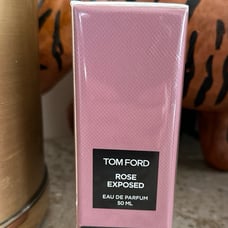 TOM FORD
ROSE
EXPOSED
EAU DE PARFUM
50 ML